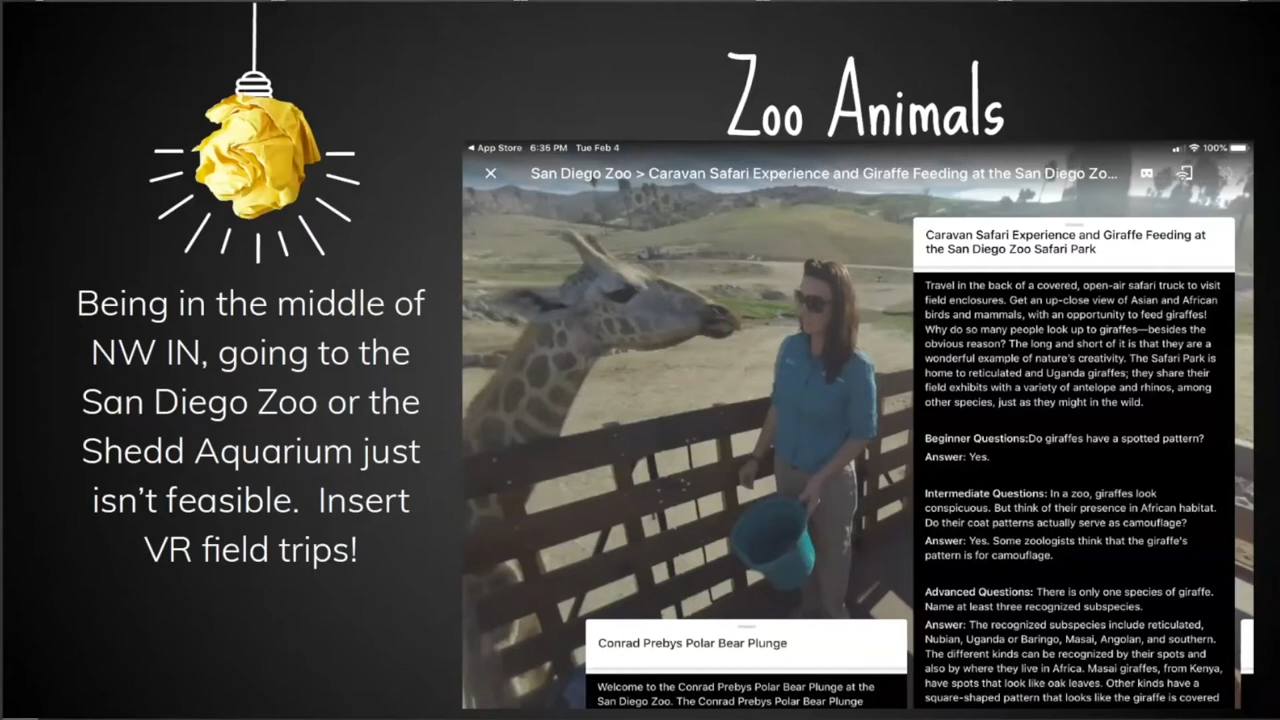 Zoo Animals
Being in the middle of
NW IN, going to the
San Diego Zoo or the
Shedd Aquarium just
isn't feasible.  Insert
VR field trips!
App Store 6:35 PM Tue Feb 4
100%
San Diego Zoo > Caravan Safari Experience and Giraffe Feeding at the San Diego Zo...
Caravan Safari Experience and Giraffe Feeding at
the San Diego Zoo Safari Park
Travel in the back of a covered, open-air safari truck to visit
field enclosures. Get an up-close view of Asian and African
birds and mammals, with an opportunity to feed giraffes!
Why do so many people look up to giraffes—besides the
obvious reason? The long and short of it is that they are a
wonderful example of nature's creativity. The Safari Park is
home to reticulated and Uganda giraffes; they share their
field exhibits with a variety of antelope and rhinos, among
other species, just as they might in the wild.
Beginner Questions:Do giraffes have a spotted pattern?
Answer: Yes.
Intermediate Questions: In a zoo, giraffes look
conspicuous. But think of their presence in African habitat.
Do their coat patterns actually serve as camouflage?
Answer: Yes. Some zoologists think that the giraffe's
pattern is for camouflage.
Advanced Questions: There is only one species of giraffe.
Name at least three recognized subspecies.
Answer: The recognized subspecies include reticulated,
Nubian, Uganda or Baringo, Masai, Angolan, and southern.
The different kinds can be recognized by their spots and
also by where they live in Africa. Masai giraffes, from Kenya,
have spots that look like oak leaves. Other kinds have a
square-shaped pattern that looks like the giraffe is covered
Conrad Prebys Polar Bear Plunge
Welcome to the Conrad Prebys Polar Bear Plunge at the
San Diego Zoo. The Conrad Prebys Polar Bear Plunge